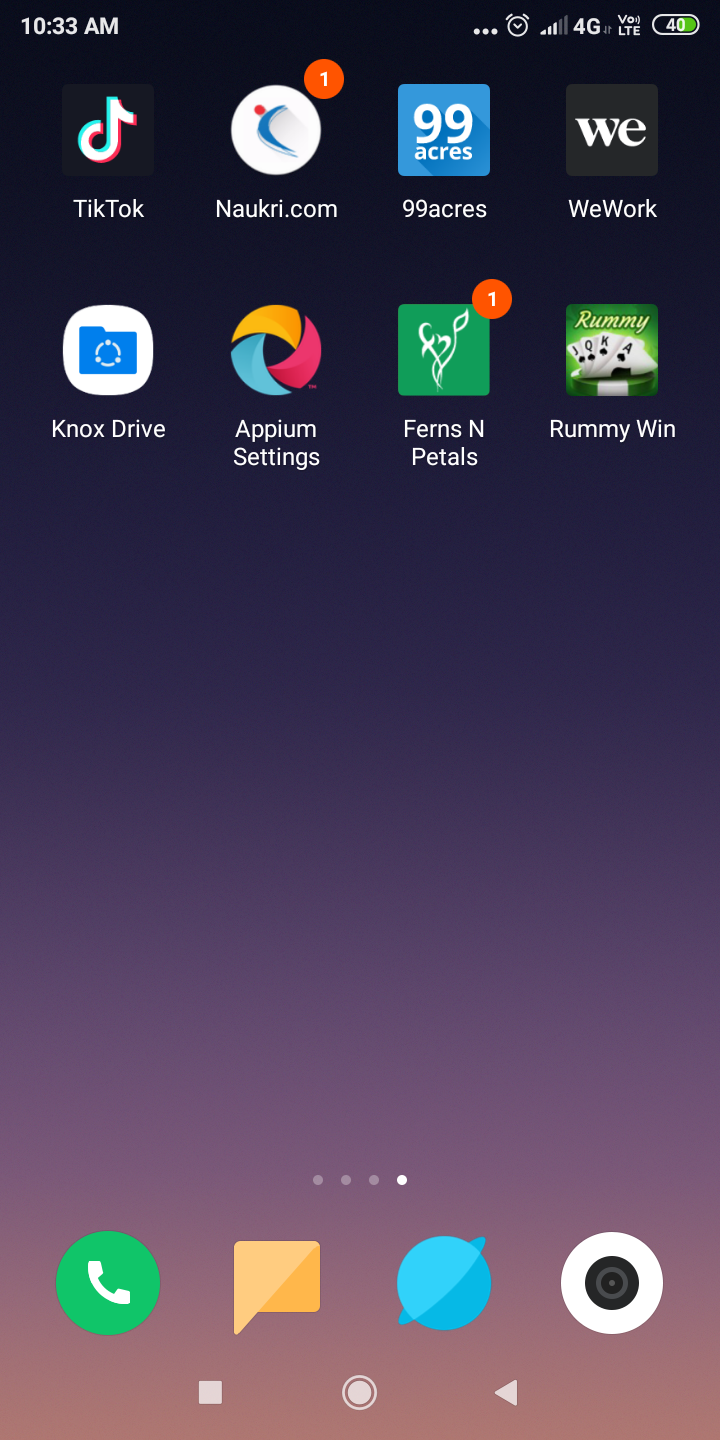 10:33 AM
4G
Vo)) LTE
40
1
99
acres
we
TikTok
Naukri.com
99acres
WeWork
1
Rummy
J Q K A
Knox Drive
Appium
Settings
Ferns N
Petals
Rummy Win